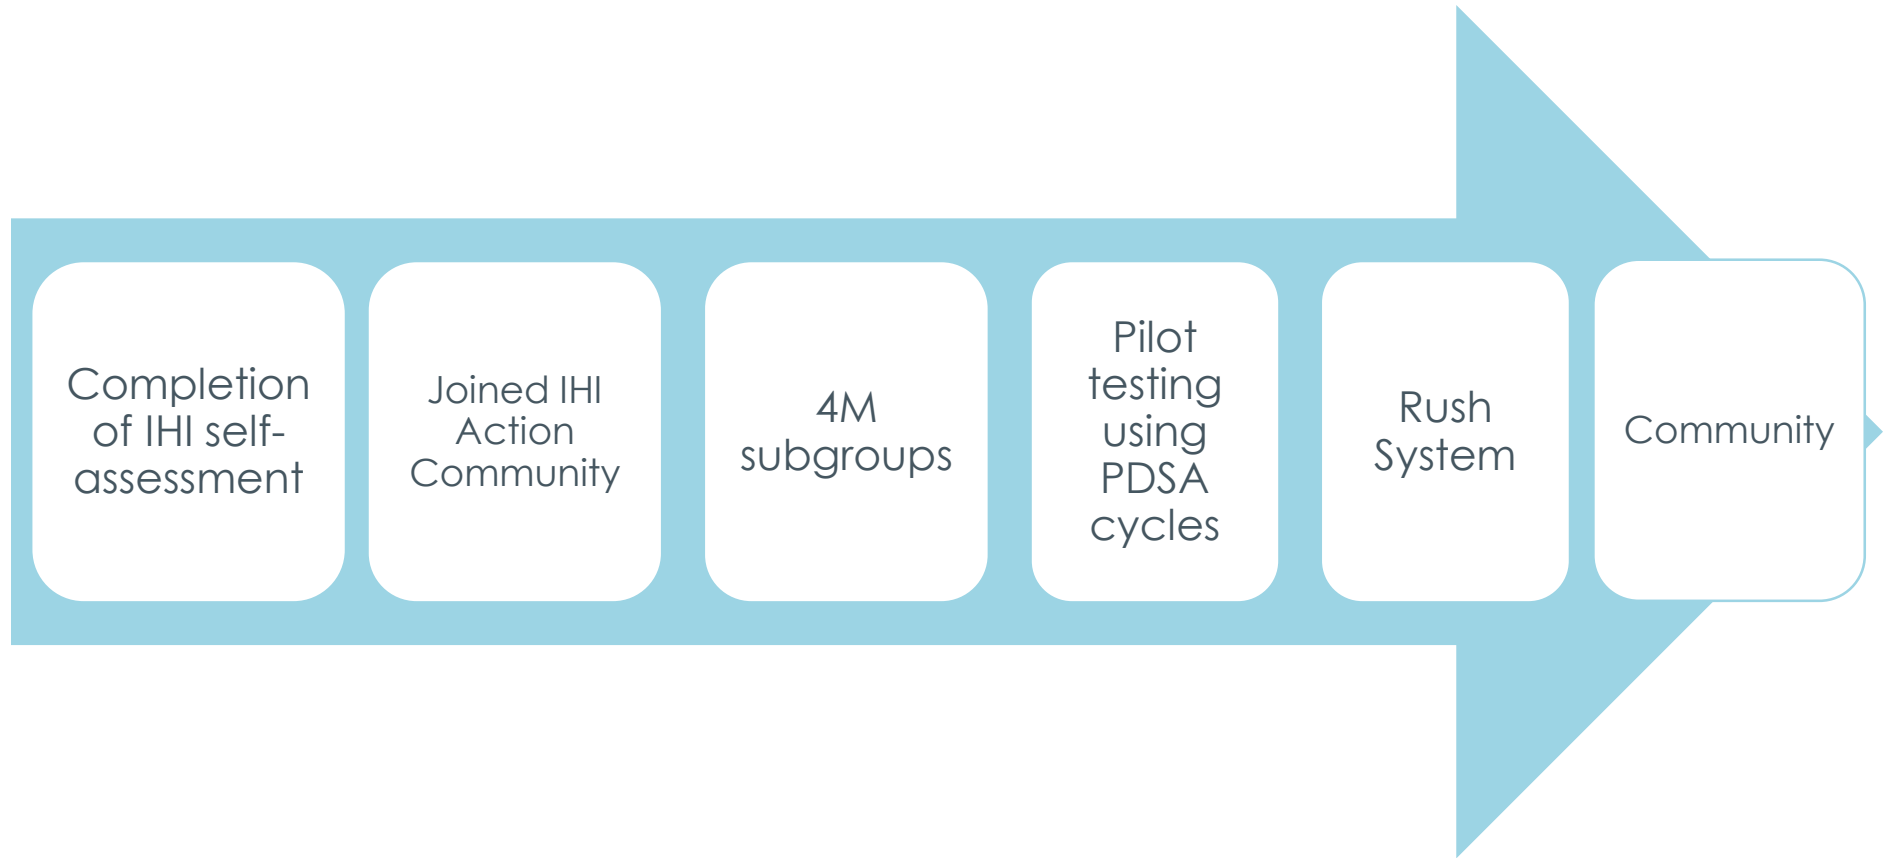 Completion
of IHI self-
assessment
Joined IHI
Action
Community
4M
subgroups
Pilot
testing
using
PDSA
cycles
Rush
System
Community